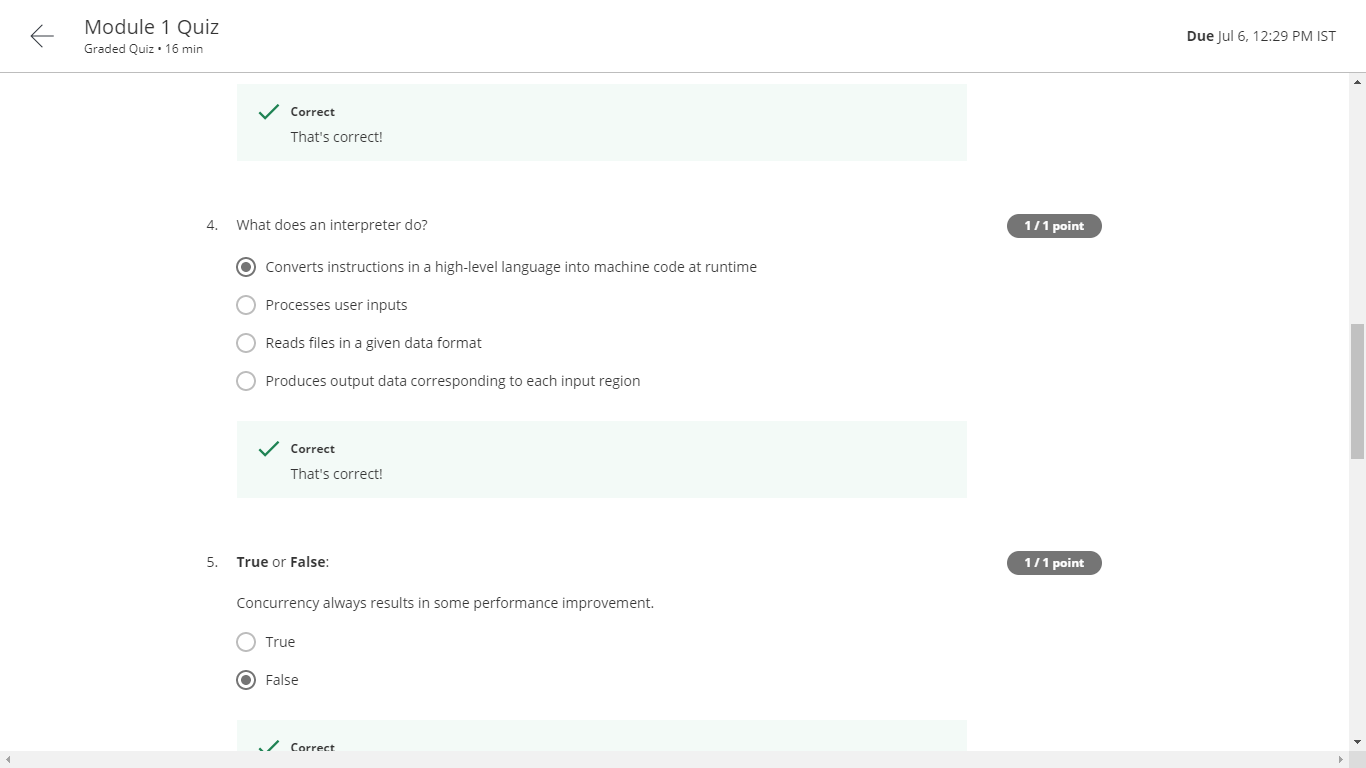 Module 1 Quiz
Graded Quiz • 16 min
Due Jul 6, 12:29 PM IST
Correct
That's correct!
4. What does an interpreter do?
1 / 1 point
Converts instructions in a high-level language into machine code at runtime
Processes user inputs
Reads files in a given data format
Produces output data corresponding to each input region
Correct
That's correct!
5. True or False:
1 / 1 point
Concurrency always results in some performance improvement.
True
False
Correct